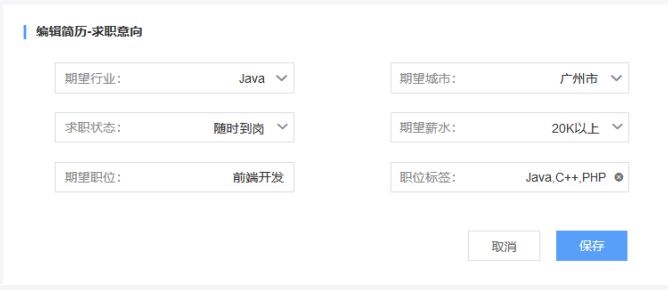 编辑简历-求职意向
期望行业： Java 期望城市： 广州市
求职状态： 随时到岗 期望薪水： 20K以上
期望职位： 前端开发 职位标签： Java,C++,PHP
取消 保存